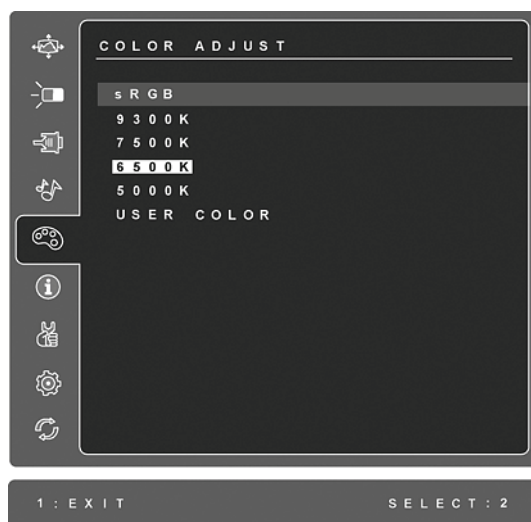 COLOR ADJUST
sRGB
9300K
7500K
6500K
5000K
USER COLOR
1:EXIT SELECT:2